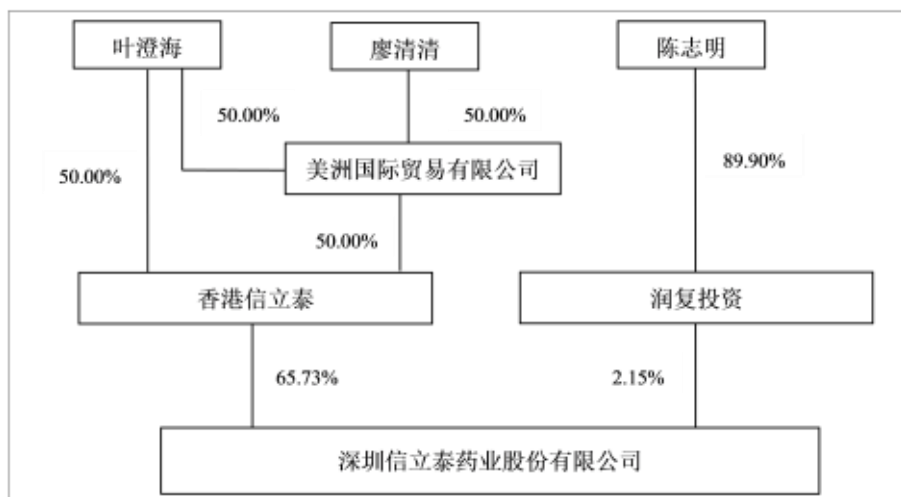 叶澄海
廖清清
陈志明
50.00%
50.00%
89.90%
50.00%
美洲国际贸易有限公司
50.00%
香港信立泰
润复投资
65.73%
2.15%
深圳信立泰药业股份有限公司